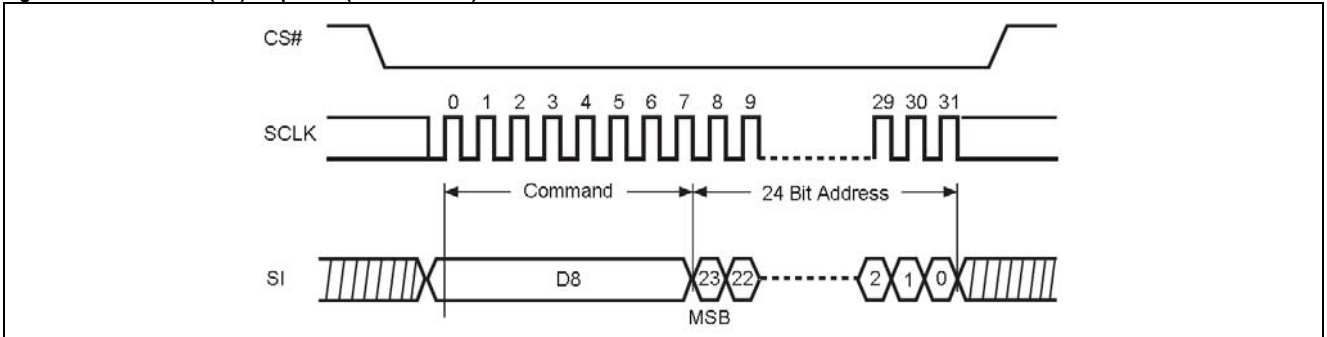 CS#
0 1 2 3 4 5 6 7 8 9 29 30 31
SCLK
Command 24 Bit Address
SI D8 23 22 2 1 0
MSB